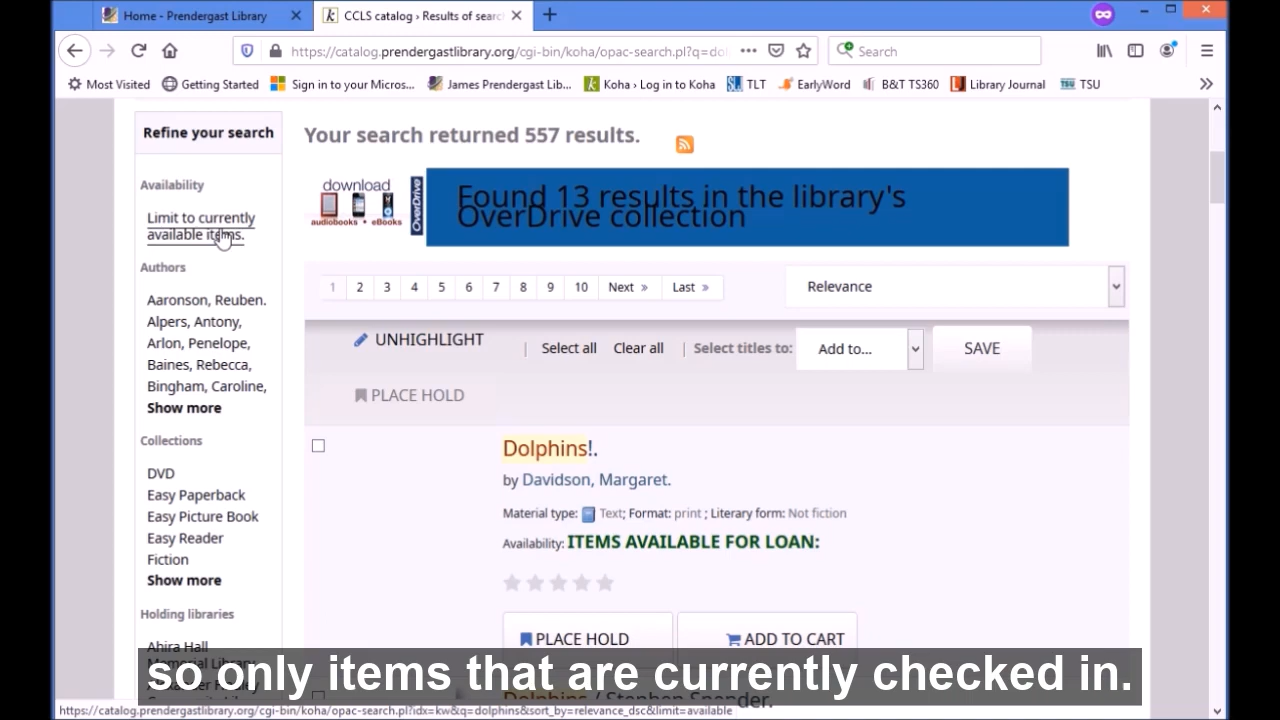 Home - Prendergast Library
CCLS catalog › Results of searc
https://catalog.prendergastlibrary.org/cgi-bin/koha/opac-search.pl?q=dol
Search
Most Visited
Getting Started
Sign in to your Micros...
James Prendergast Lib...
Koha › Log in to Koha
TLT
EarlyWord
B&T TS360
Library Journal
TSU
Refine your search
Your search returned 557 results.
Availability
Limit to currently
available items.
download
audiobooks • eBooks
OverDrive
Found 13 results in the library's
OverDrive collection
Authors
Aaronson, Reuben.
Alpers, Antony,
Arlon, Penelope,
Baines, Rebecca,
Bingham, Caroline,
Show more
1 2 3 4 5 6 7 8 9 10 Next » Last »
Relevance
UNHIGHLIGHT | Select all Clear all | Select titles to: Add to... SAVE
PLACE HOLD
Collections
DVD
Easy Paperback
Easy Picture Book
Easy Reader
Fiction
Show more
Dolphins!.
by Davidson, Margaret.
Material type: Text; Format: print ; Literary form: Not fiction
Availability: ITEMS AVAILABLE FOR LOAN:
Holding libraries
Ahira Hall
Memorial Library
PLACE HOLD
ADD TO CART
Dolphins / Stephen Spender.
so only items that are currently checked in.
https://catalog.prendergastlibrary.org/cgi-bin/koha/opac-search.pl?idx=kw&q=dolphins&sort_by=relevance_dsc&limit=available